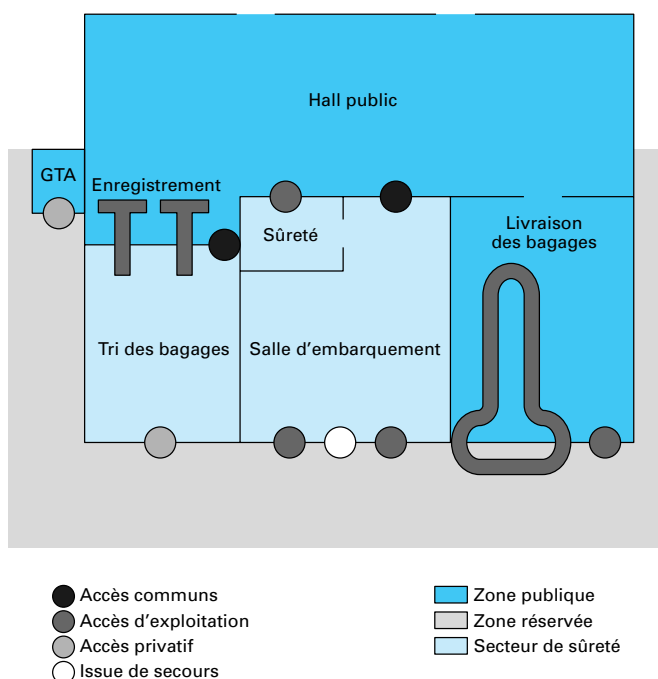 Hall public
GTA
Enregistrement
Sûreté
Livraison
des bagages
Tri des bagages
Salle d'embarquement
Accès communs
Accès d'exploitation
Accès privatif
Issue de secours
Zone publique
Zone réservée
Secteur de sûreté